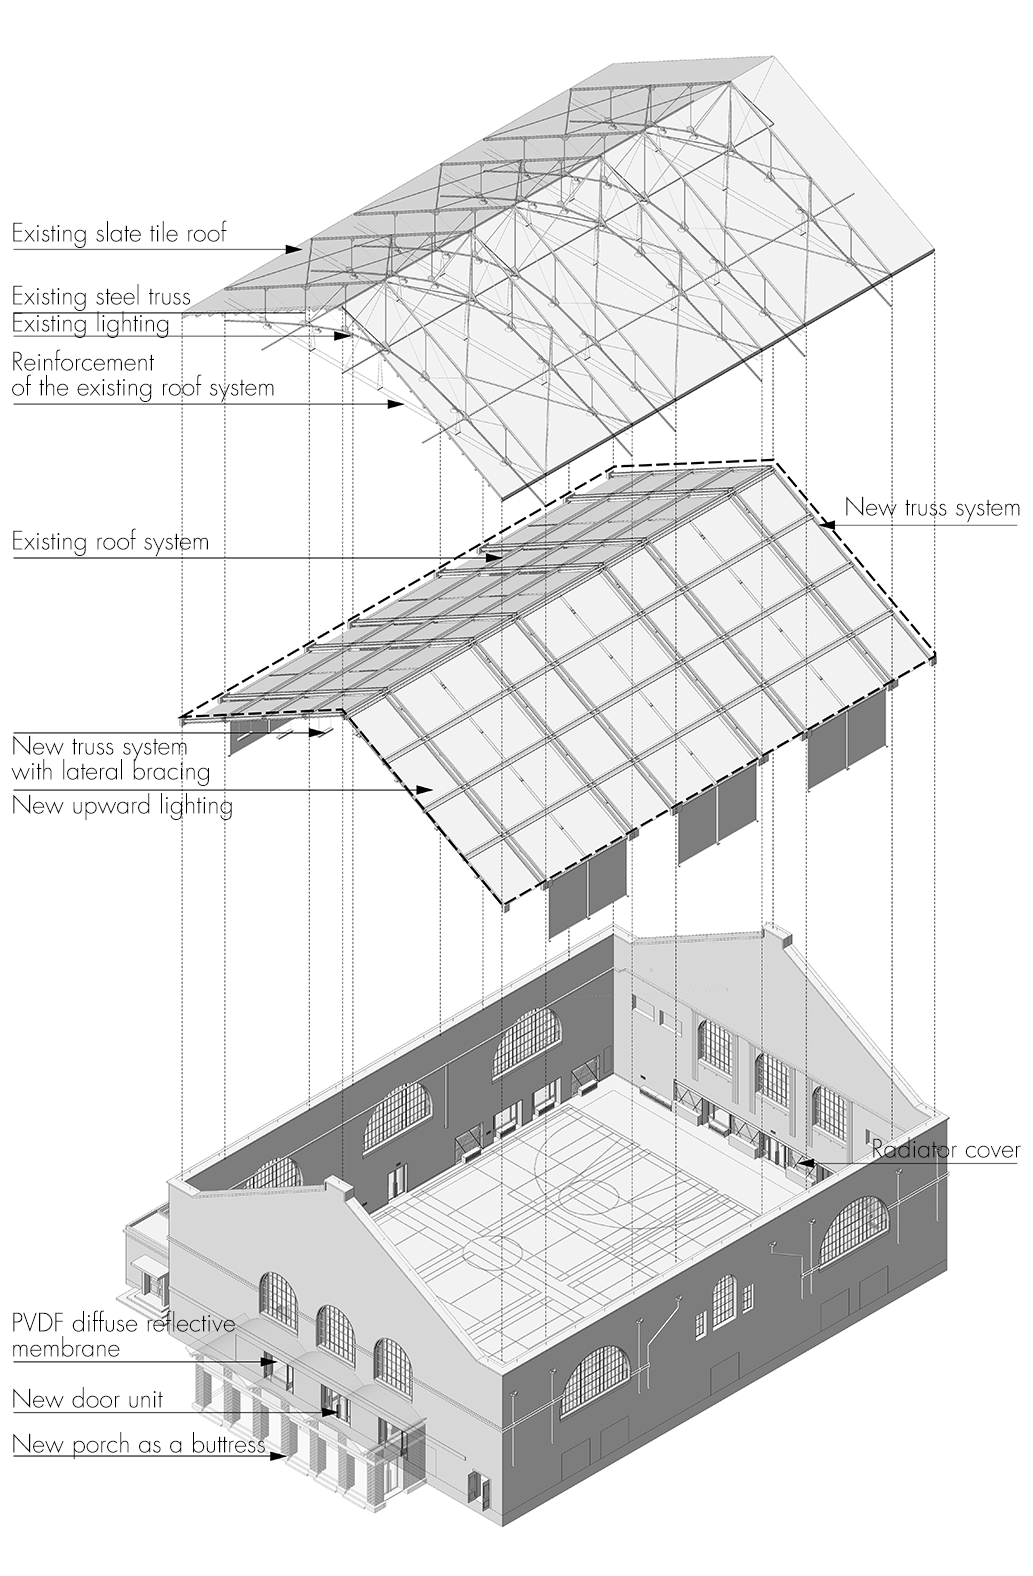 Existing slate tile roof
Existing steel truss
Existing lighting
Reinforcement
of the existing roof system
New truss system
Existing roof system
New truss system
with lateral bracing
New upward lighting
Radiator cover
PVDF diffuse reflective
membrane
New door unit
New porch as a buttress